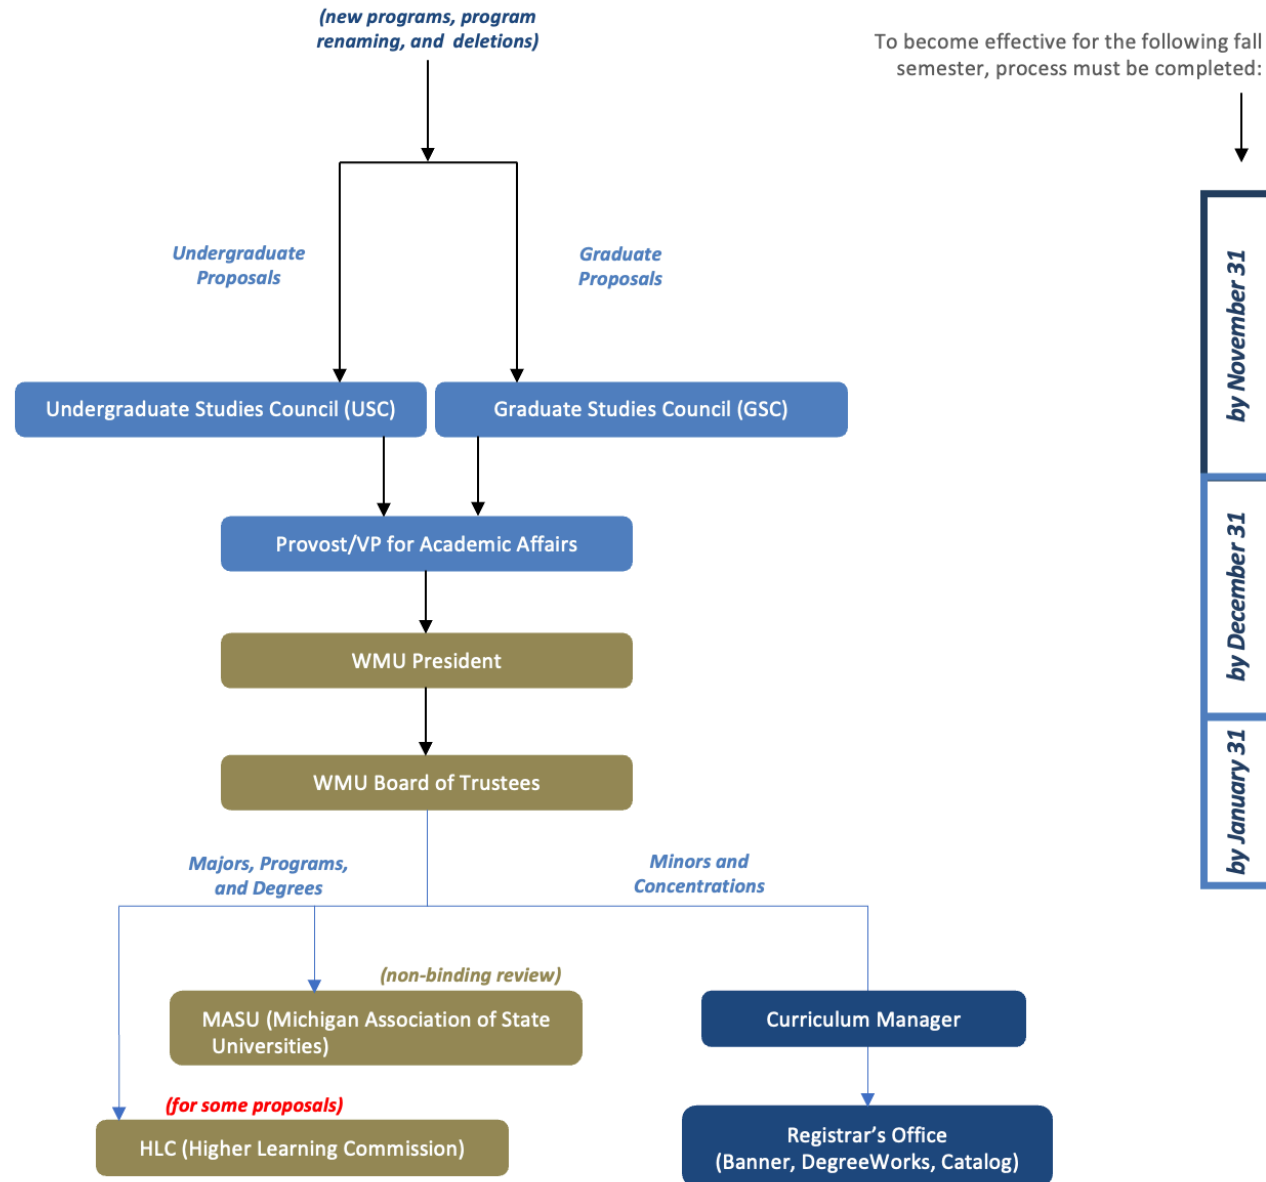 (new programs, program
renaming, and  deletions)
To become effective for the following fall
semester, process must be completed:
Undergraduate
Proposals
Graduate
Proposals
by November 31
Undergraduate Studies Council (USC)
Graduate Studies Council (GSC)
Provost/VP for Academic Affairs
by December 31
WMU President
WMU Board of Trustees
by January 31
Majors, Programs,
and Degrees
Minors and
Concentrations
(non-binding review)
MASU (Michigan Association of State
Universities)
Curriculum Manager
(for some proposals)
HLC (Higher Learning Commission)
Registrar’s Office
(Banner, DegreeWorks, Catalog)